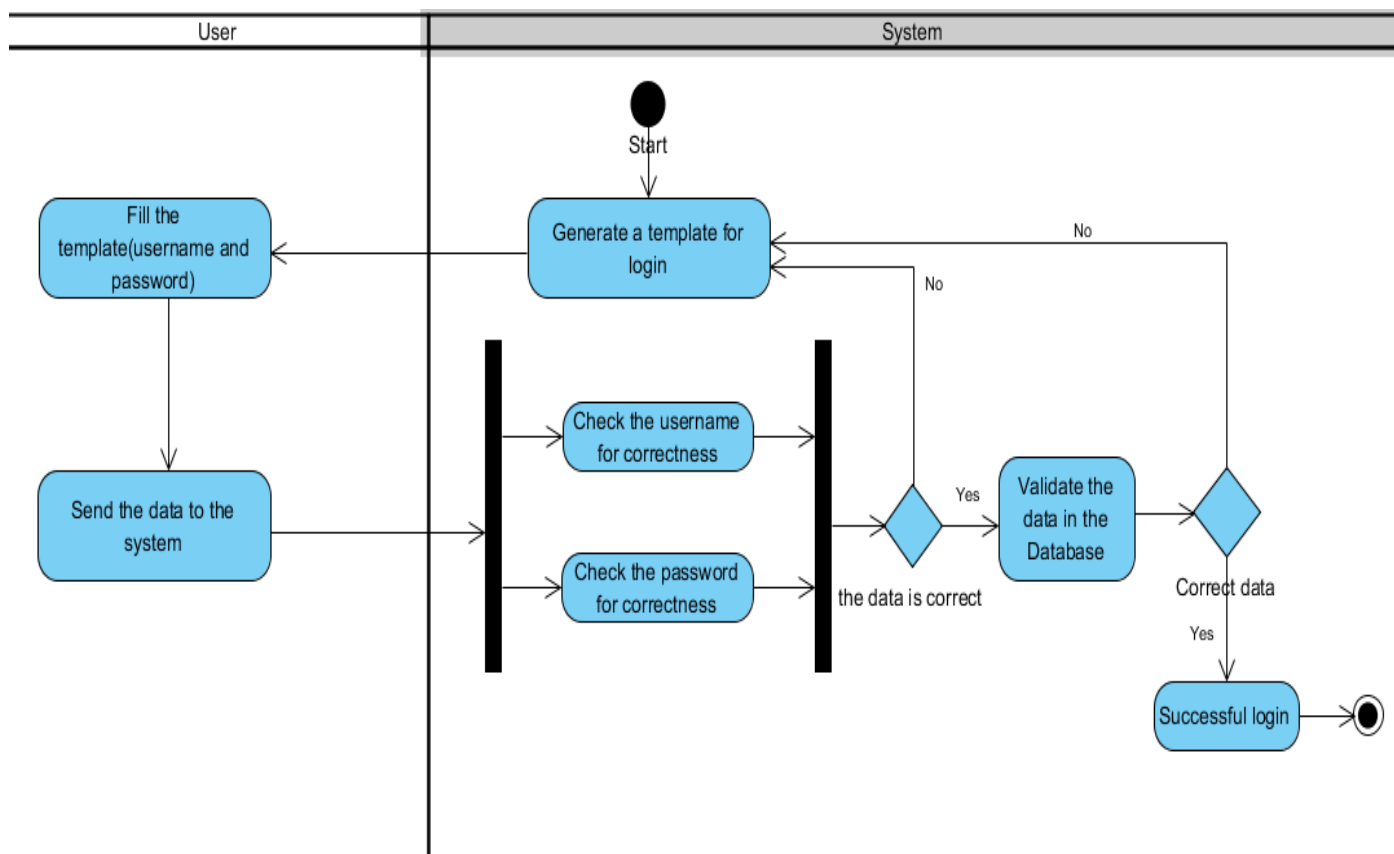 User
System
Start
Fill the
template(username and
password)
Generate a template for
login
No
No
Check the username
for correctness
Send the data to the
system
Yes
Validate the
data in the
Database
Check the password
for correctness
the data is correct
Correct data
Yes
Successful login